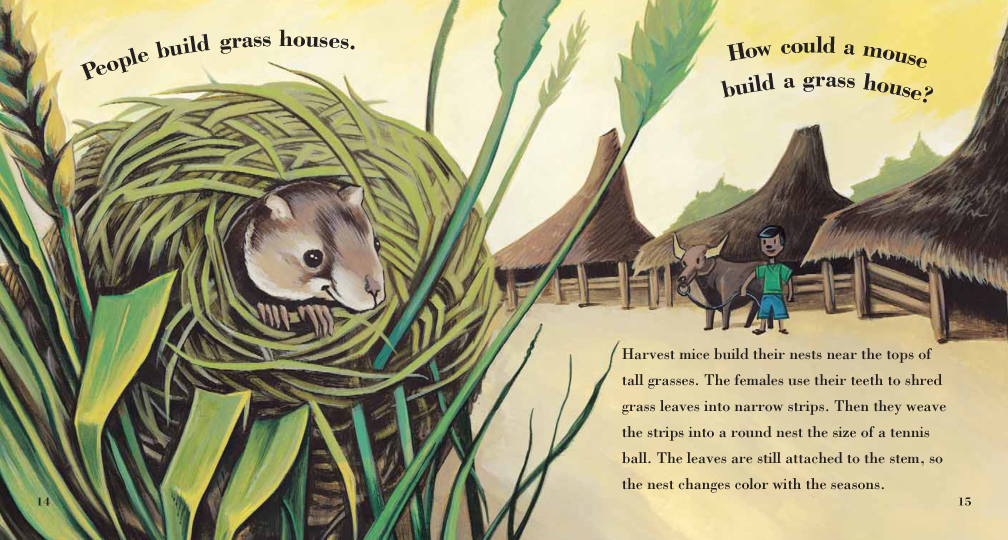 People build grass houses.
How could a mouse
build a grass house?
Harvest mice build their nests near the tops of
tall grasses. The females use their teeth to shred
grass leaves into narrow strips. Then they weave
the strips into a round nest the size of a tennis
ball. The leaves are still attached to the stem, so
the nest changes color with the seasons.
14
15